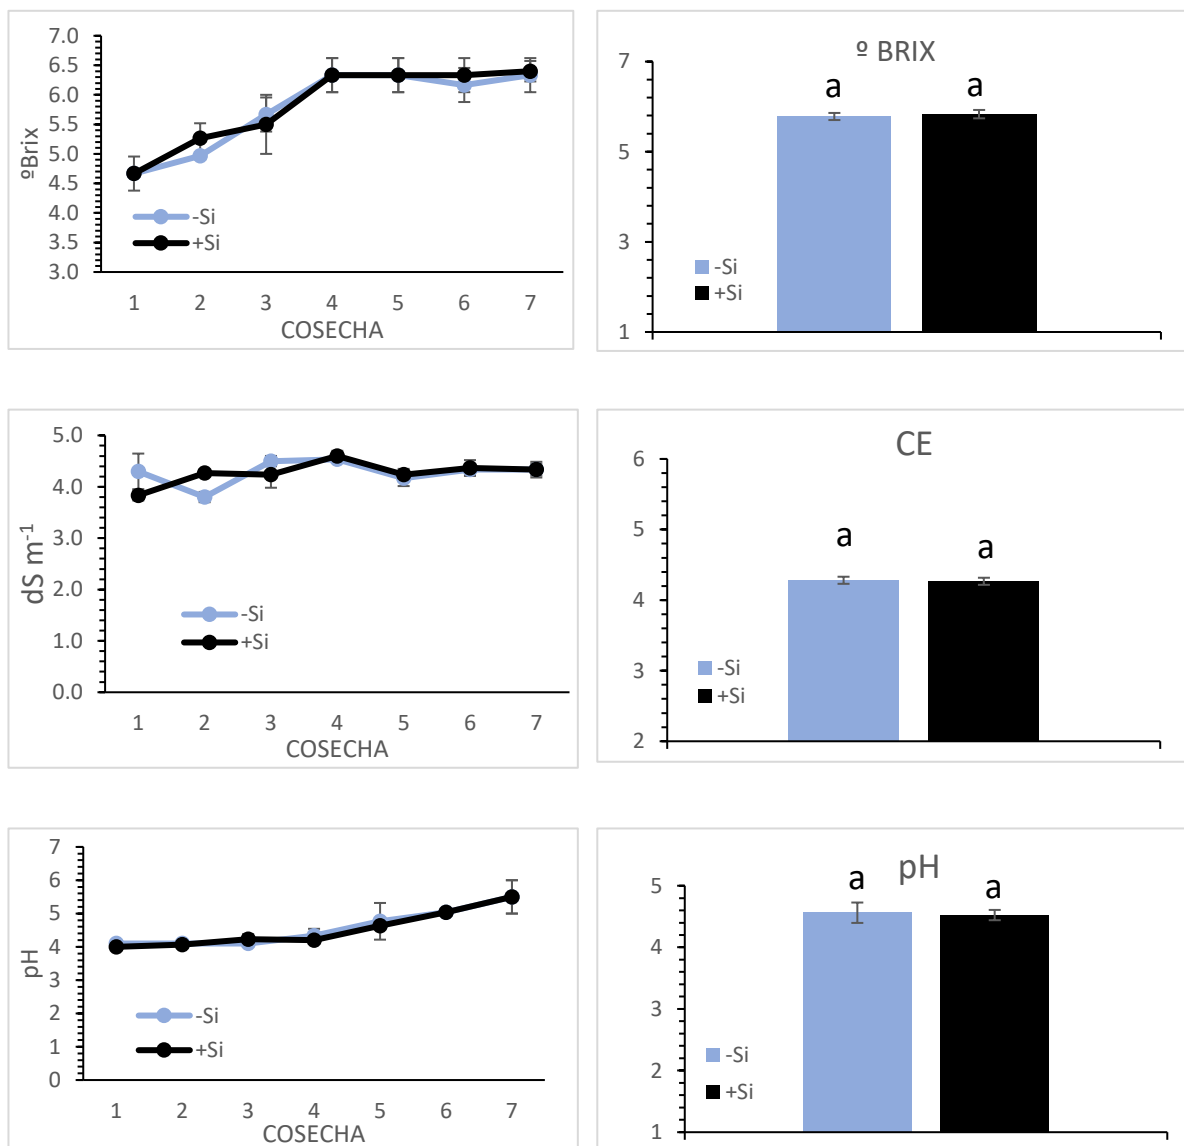 7.0
6.5
6.0
5.5
5.0
4.5
4.0
3.5
3.0
ºBrix
-Si
+Si
1 2 3 4 5 6 7
COSECHA
º BRIX
7
5
3
1
a a
-Si
+Si
5.0
4.0
3.0
2.0
1.0
0.0
dS m⁻¹
-Si
+Si
1 2 3 4 5 6 7
COSECHA
CE
6
5
4
3
2
a a
-Si
+Si
7
6
5
4
3
2
1
0
pH
-Si
+Si
1 2 3 4 5 6 7
COSECHA
pH
5
4
3
2
1
a a
-Si
+Si